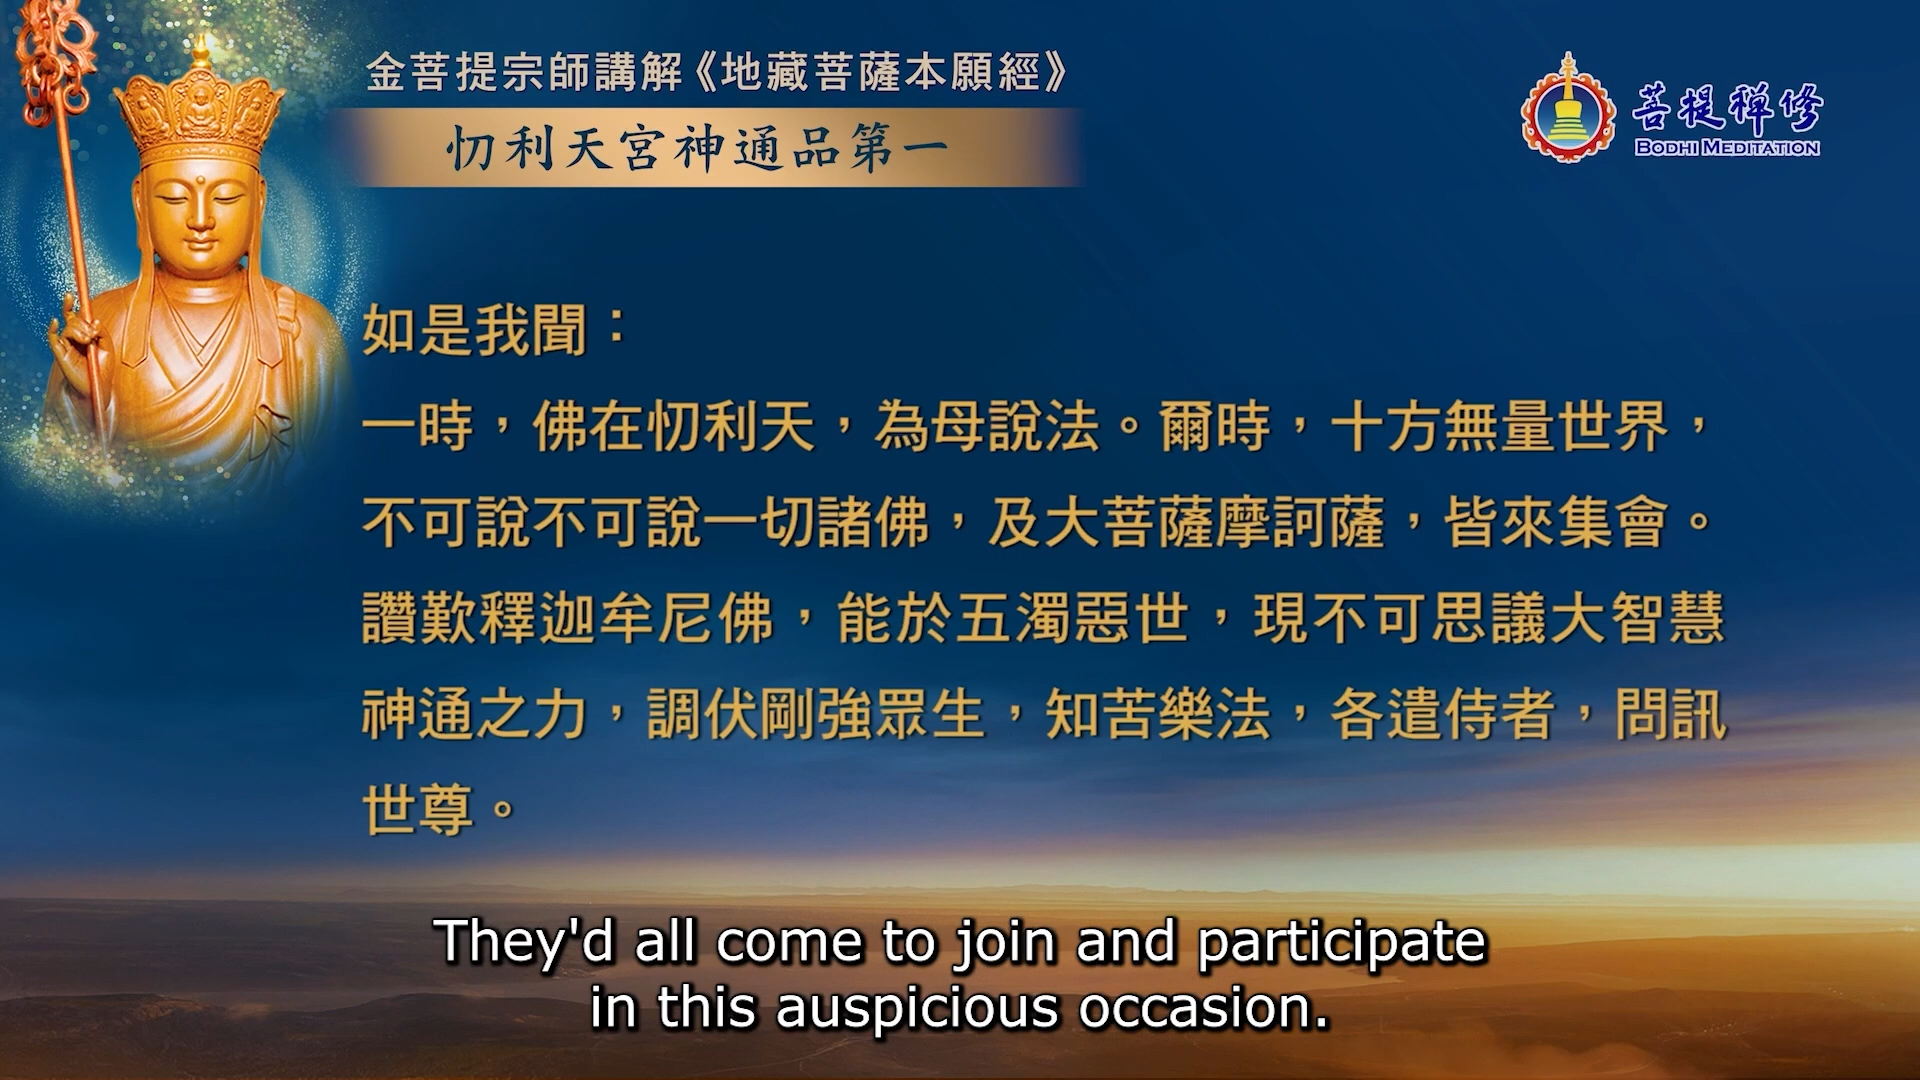 金菩提宗師講解《地藏菩薩本願經》
忉利天宮神通品第一
菩提禪修
BODHI MEDITATION
如是我聞：
一時，佛在忉利天，為母說法。爾時，十方無量世界，
不可說不可說一切諸佛，及大菩薩摩訶薩，皆來集會。
讚歎釋迦牟尼佛，能於五濁惡世，現不可思議大智慧
神通之力，調伏剛強眾生，知苦樂法，各遣侍者，問訊
世尊。
They'd all come to join and participate
in this auspicious occasion.